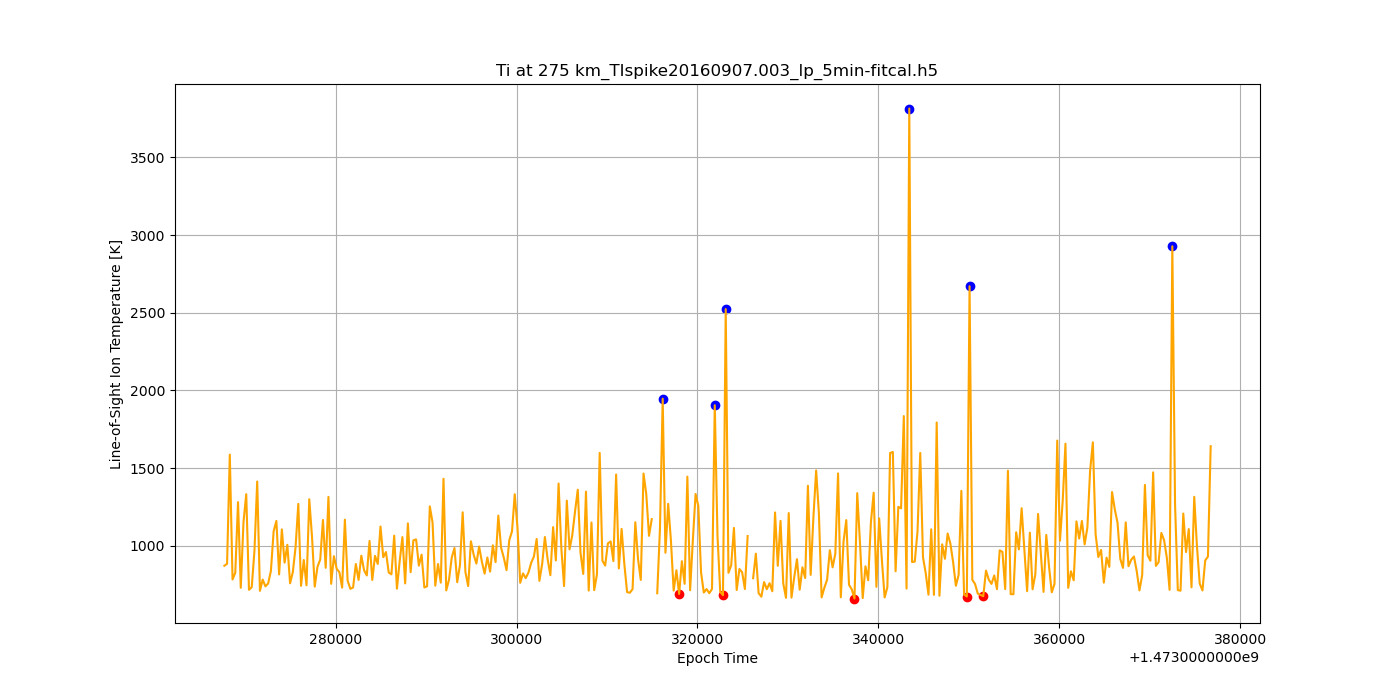 Ti at 275 km_TIspike20160907.003_lp_5min-fitcal.h5
Line-of-Sight Ion Temperature [K]
3500
3000
2500
2000
1500
1000
280000 300000 320000 340000 360000 380000
Epoch Time
+1.4730000000e9